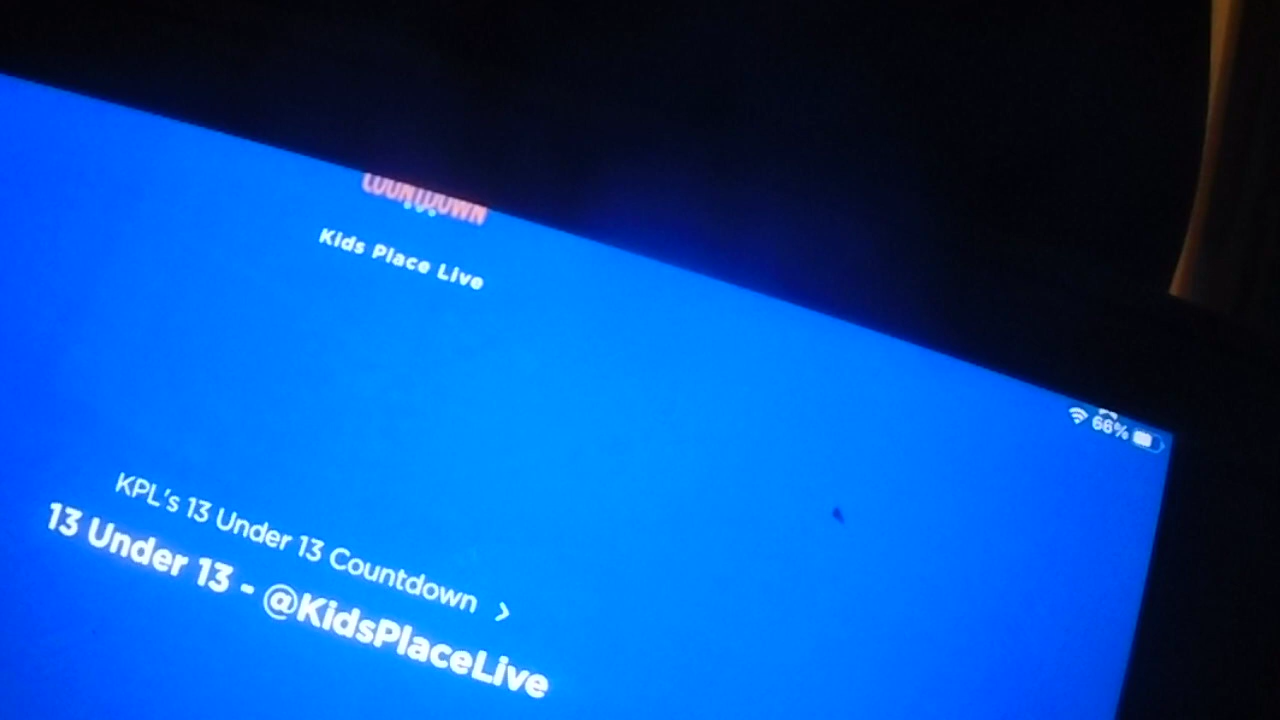 COUNTDOWN
Kids Place Live
66%
KPL's 13 Under 13 Countdown >
13 Under 13 - @KidsPlaceLive